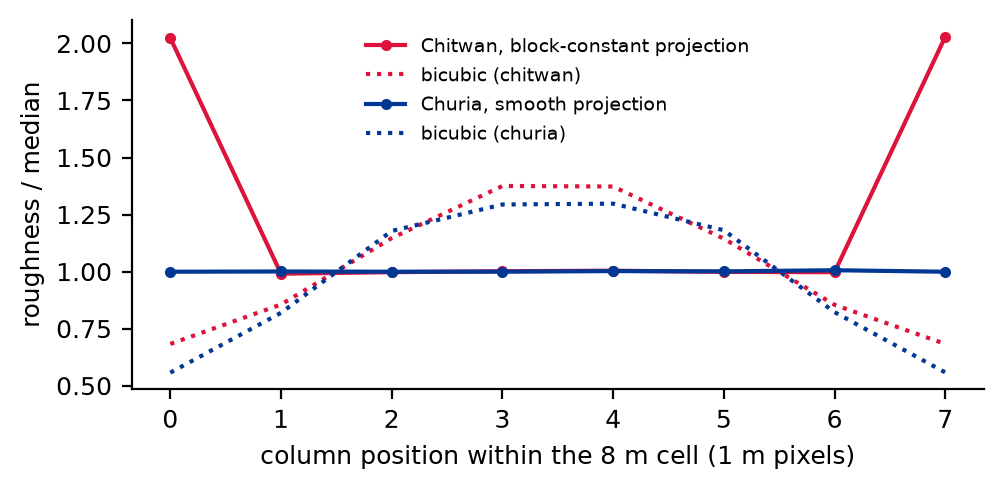 roughness / median
2.00
1.75
1.50
1.25
1.00
0.75
0.50
Chitwan, block-constant projection
bicubic (chitwan)
Churia, smooth projection
bicubic (churia)
0 1 2 3 4 5 6 7
column position within the 8 m cell (1 m pixels)